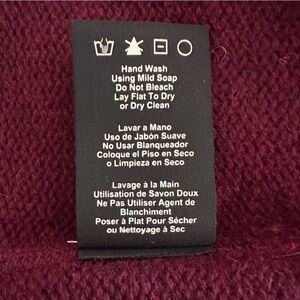 Hand Wash
Using Mild Soap
Do Not Bleach
Lay Flat To Dry
or Dry Clean
Lavar a Mano
Uso de Jabón Suave
No Usar Blanqueador
Coloque el Piso en Seco
o Limpieza en Seco
Lavage à la Main
Utilisation de Savon Doux
Ne Pas Utiliser Agent de
Blanchiment
Poser à Plat Pour Sécher
ou Nettoyage à Sec